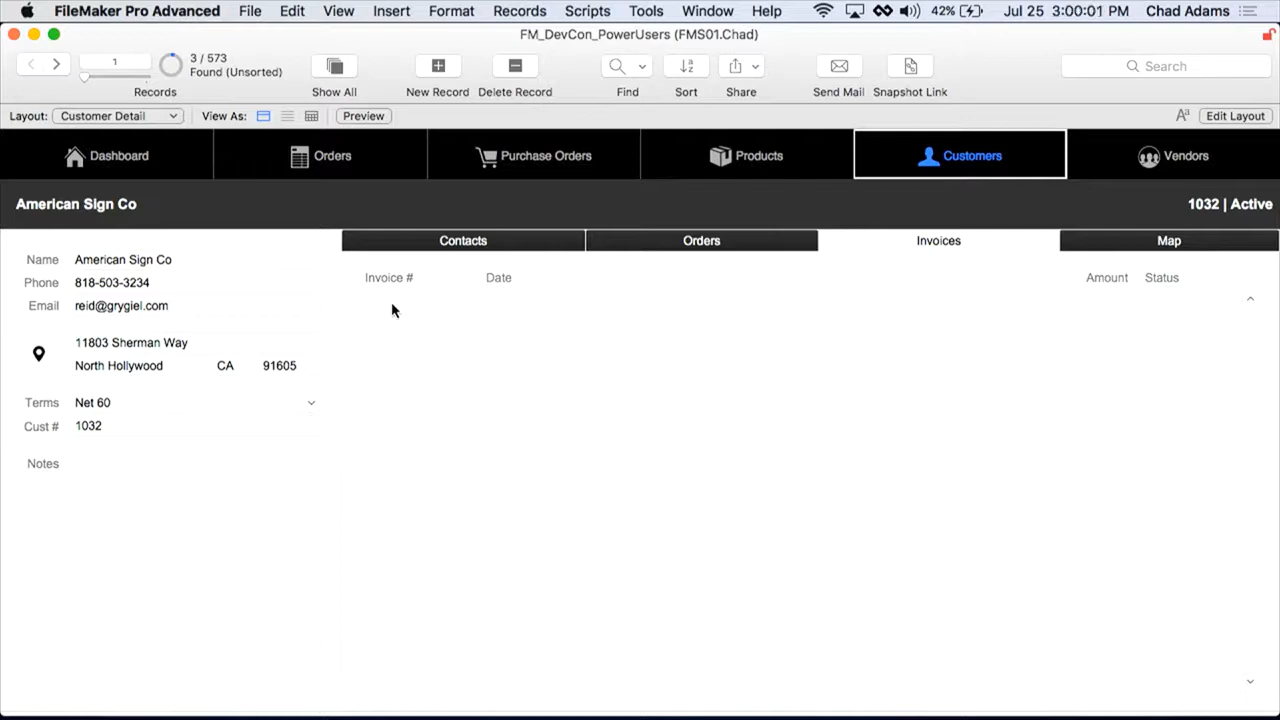 FileMaker Pro Advanced File Edit View Insert Format Records Scripts Tools Window Help 42% Jul 25 3:00:01 PM Chad Adams
FM_DevCon_PowerUsers (FMS01.Chad)
1
3 / 573
Found (Unsorted)
Records
Show All
New Record
Delete Record
Find
Sort
Share
Send Mail
Snapshot Link
Search
Layout: Customer Detail View As: Preview Edit Layout
Dashboard Orders Purchase Orders Products Customers Vendors
American Sign Co 1032 | Active
Contacts Orders Invoices Map
Name American Sign Co
Phone 818-503-3234
Email reid@grygiel.com
11803 Sherman Way
North Hollywood CA 91605
Terms Net 60
Cust # 1032
Notes
Invoice # Date Amount Status